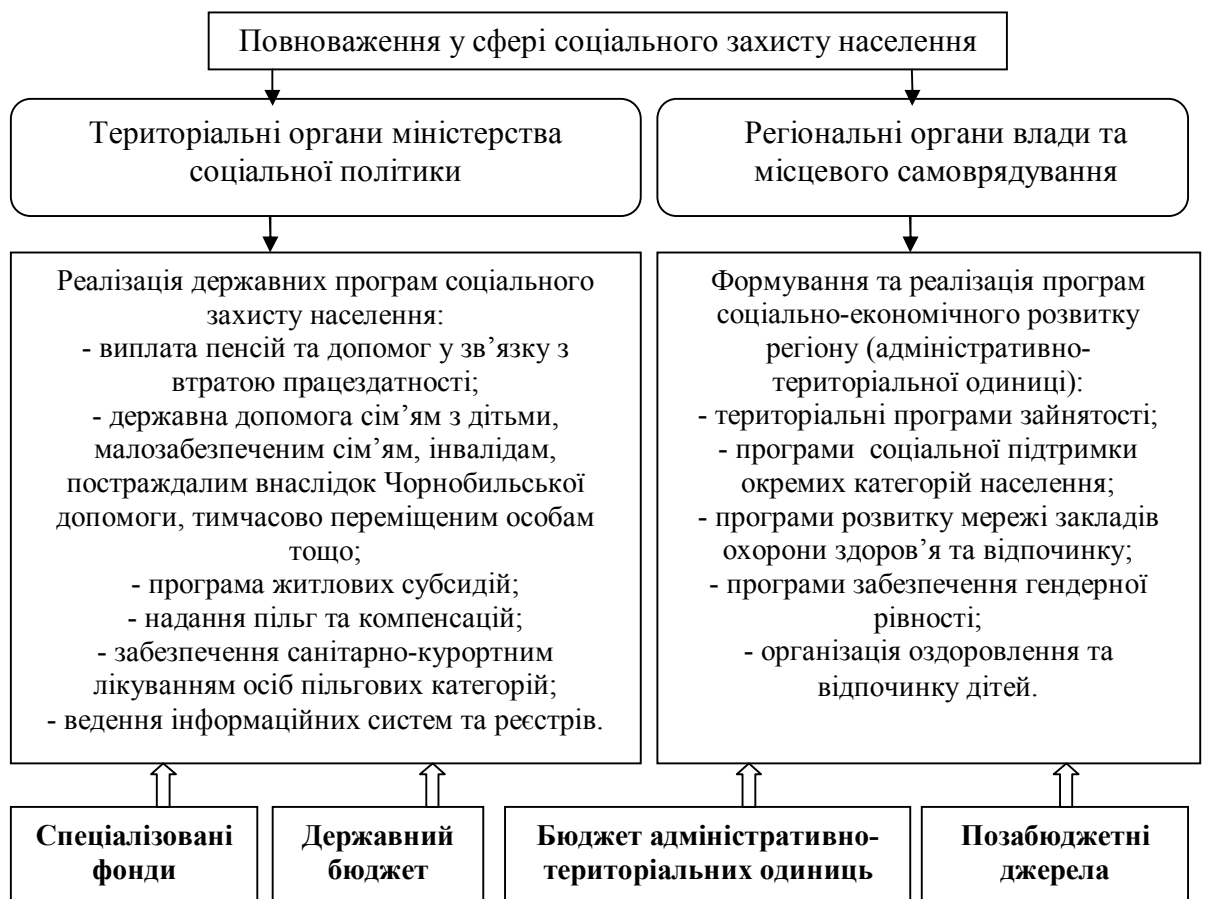 Повноваження у сфері соціального захисту населення
Територіальні органи міністерства
соціальної політики
Регіональні органи влади та
місцевого самоврядування
Реалізація державних програм соціального
захисту населення:
- виплата пенсій та допомог у зв’язку з
втратою працездатності;
- державна допомога сім’ям з дітьми,
малозабезпеченим сім’ям, інвалідам,
постраждалим внаслідок Чорнобильської
допомоги, тимчасово переміщеним особам
тощо;
- програма житлових субсидій;
- надання пільг та компенсацій;
- забезпечення санітарно-курортним
лікуванням осіб пільгових категорій;
- ведення інформаційних систем та реєстрів.
Формування та реалізація програм
соціально-економічного розвитку
регіону (адміністративно-
територіальної одиниці):
- територіальні програми зайнятості;
- програми соціальної підтримки
окремих категорій населення;
- програми розвитку мережі закладів
охорони здоров’я та відпочинку;
- програми забезпечення гендерної
рівності;
- організація оздоровлення та
відпочинку дітей.
Спеціалізовані
фонди
Державний
бюджет
Бюджет адміністративно-
територіальних одиниць
Позабюджетні
джерела